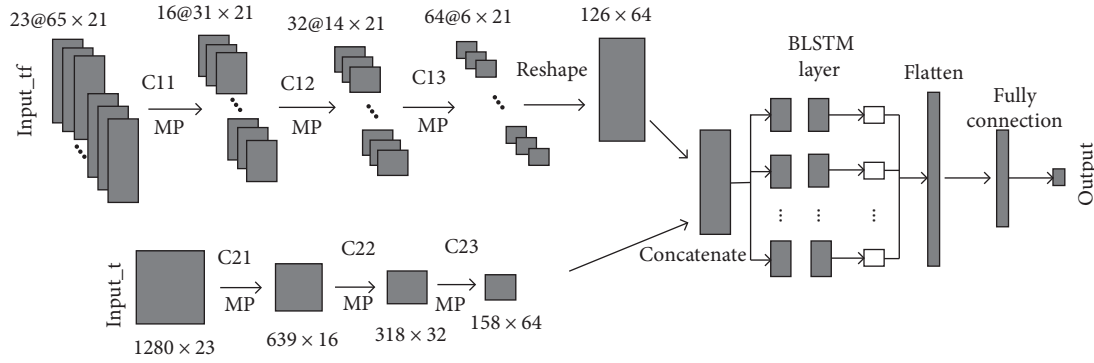 23@65 × 21
16@31 × 21
32@14 × 21
64@6 × 21
126 × 64
Input_tf
C11
MP
C12
MP
C13
MP
Reshape
BLSTM
layer
Flatten
Fully
connection
Output
Concatenate
Input_t
C21
MP
C22
MP
C23
MP
1280 × 23
639 × 16
318 × 32
158 × 64